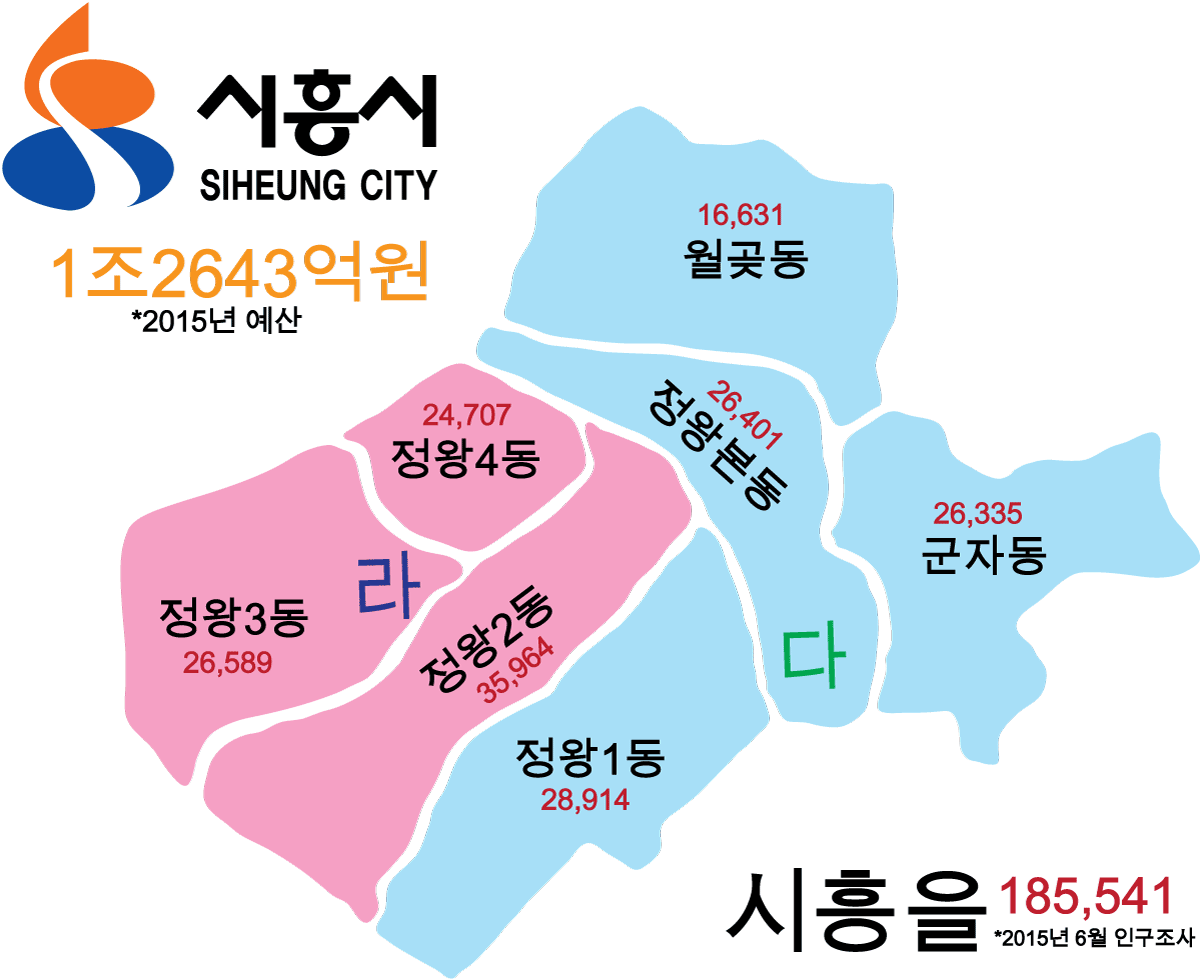 시흥시
SIHEUNG CITY
1조2643억원
*2015년 예산
16,631
월곶동
26,401
정왕본동
24,707
정왕4동
26,335
군자동
라
정왕3동
26,589
정왕2동
35,964
다
정왕1동
28,914
시흥을 185,541
*2015년 6월 인구조사